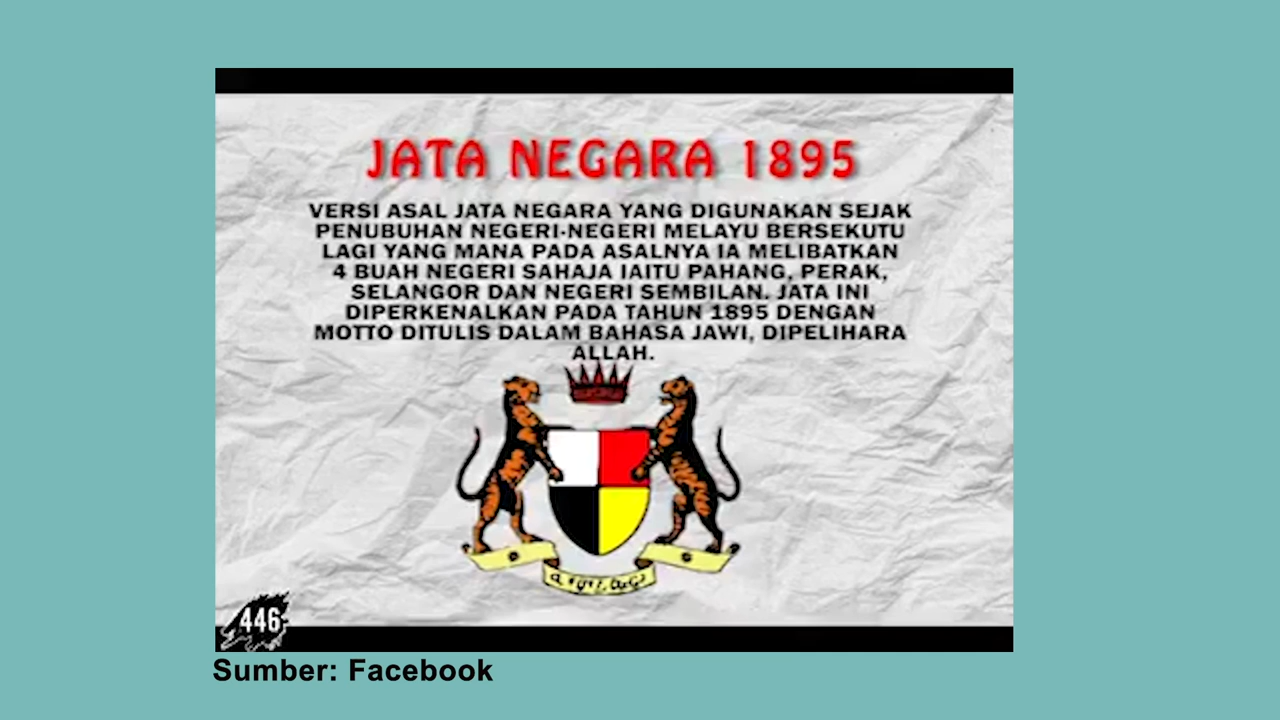 JATA NEGARA 1895
VERSI ASAL JATA NEGARA YANG DIGUNAKAN SEJAK
PENUBUHAN NEGERI-NEGERI MELAYU BERSEKUTU
LAGI YANG MANA PADA ASALNYA IA MELIBATKAN
4 BUAH NEGERI SAHAJA IAITU PAHANG, PERAK,
SELANGOR DAN NEGERI SEMBILAN. JATA INI
DIPERKENALKAN PADA TAHUN 1895 DENGAN
MOTTO DITULIS DALAM BAHASA JAWI, DIPELIHARA
ALLAH.
446
Sumber: Facebook